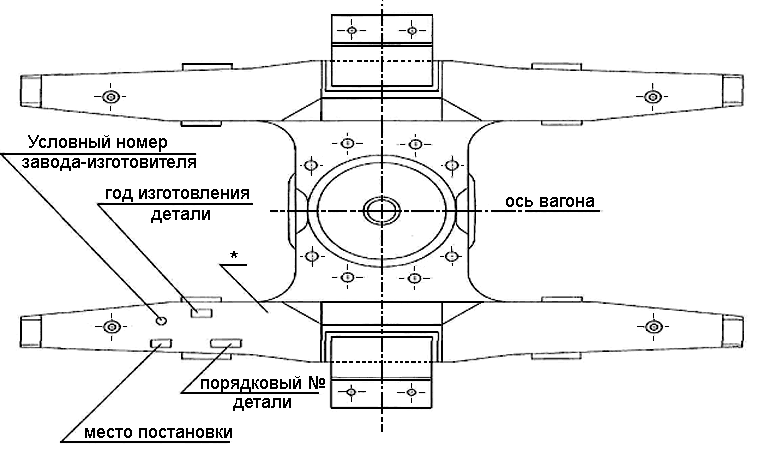 Условный номер
завода-изготовителя
год изготовления
детали
ось вагона
*
порядковый №
детали
место постановки